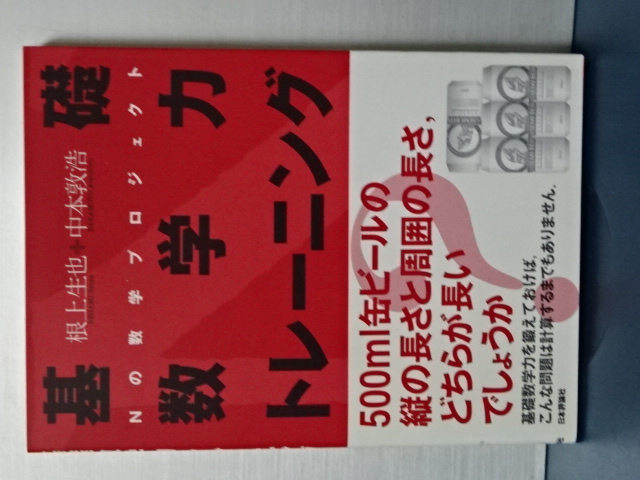 根上生也+中本敦浩
基礎
数学力
トレーニング
Nの数学プロジェクト
500ml缶ビールの
縦の長さと周囲の長さ,
どちらが長い
でしょうか
?
基礎数学力を鍛えておけば,
こんな問題は計算するまでもありません.
日本評論社